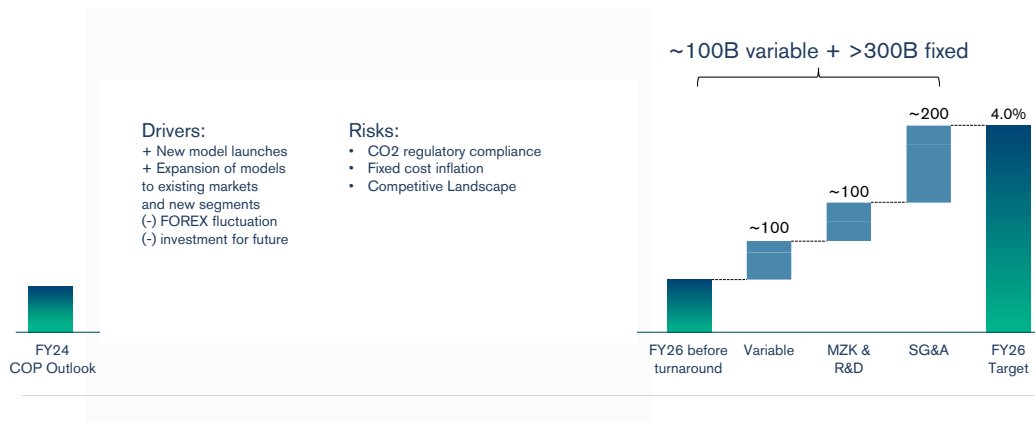 ~100B variable + >300B fixed
Drivers:
+ New model launches
+ Expansion of models
to existing markets
and new segments
(-) FOREX fluctuation
(-) investment for future
Risks:
• CO2 regulatory compliance
• Fixed cost inflation
• Competitive Landscape
~100
~100
~200
4.0%
FY24
COP Outlook
FY26 before
turnaround
Variable
MZK &
R&D
SG&A
FY26
Target